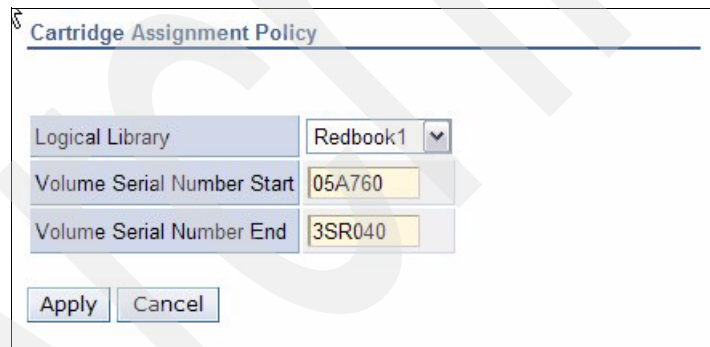 Cartridge Assignment Policy
Logical Library Redbook1
Volume Serial Number Start 05A760
Volume Serial Number End 3SR040
Apply Cancel